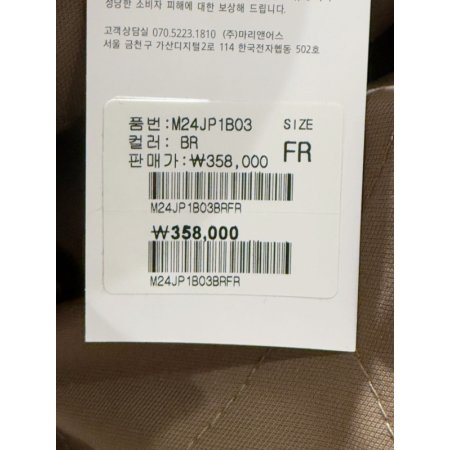 정당한 소비자 피해에 대한 보상해 드립니다.
고객상담실 070.5223.1810 (주)마리앤어스
서울 금천구 가산디지털2로 114 한국전자협동 502호
품번:M24JP1B03 SIZE
컬러: BR FR
판매가:₩358,000
M24JP1B03BRFR
₩358,000
M24JP1B03BRFR